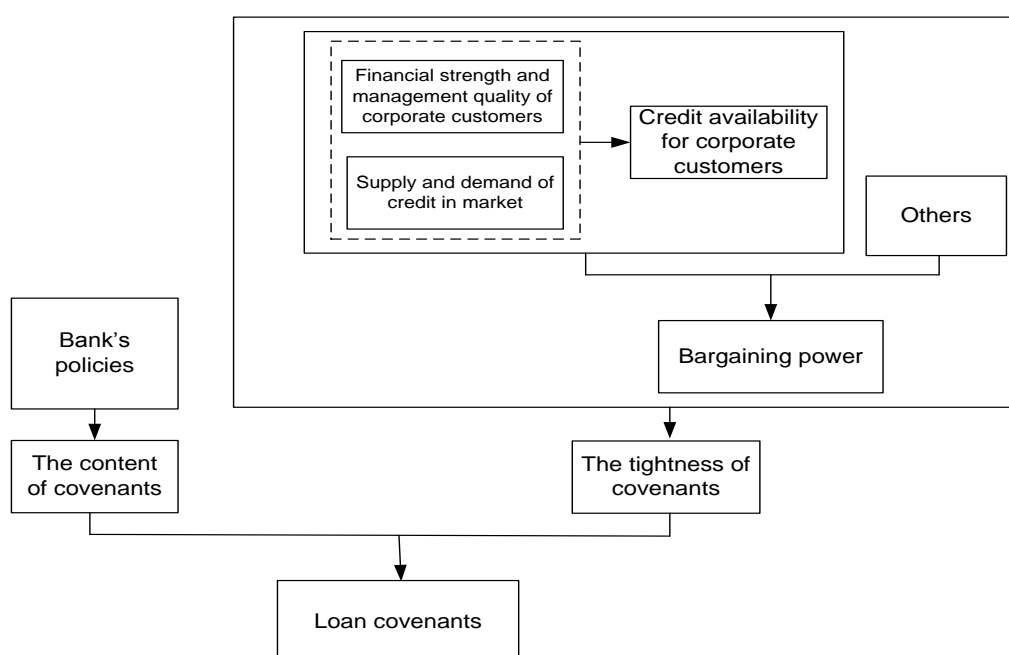 Financial strength and
management quality of
corporate customers
Credit availability
for corporate
customers
Supply and demand of
credit in market
Others
Bank’s
policies
Bargaining power
The content
of covenants
The tightness of
covenants
Loan covenants